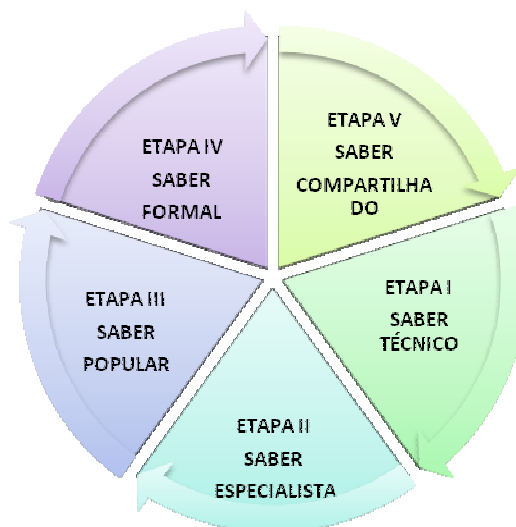 ETAPA IV
SABER
FORMAL
ETAPA V
SABER
COMPARTILHA
DO
ETAPA III
SABER
POPULAR
ETAPA I
SABER
TÉCNICO
ETAPA II
SABER
ESPECIALISTA